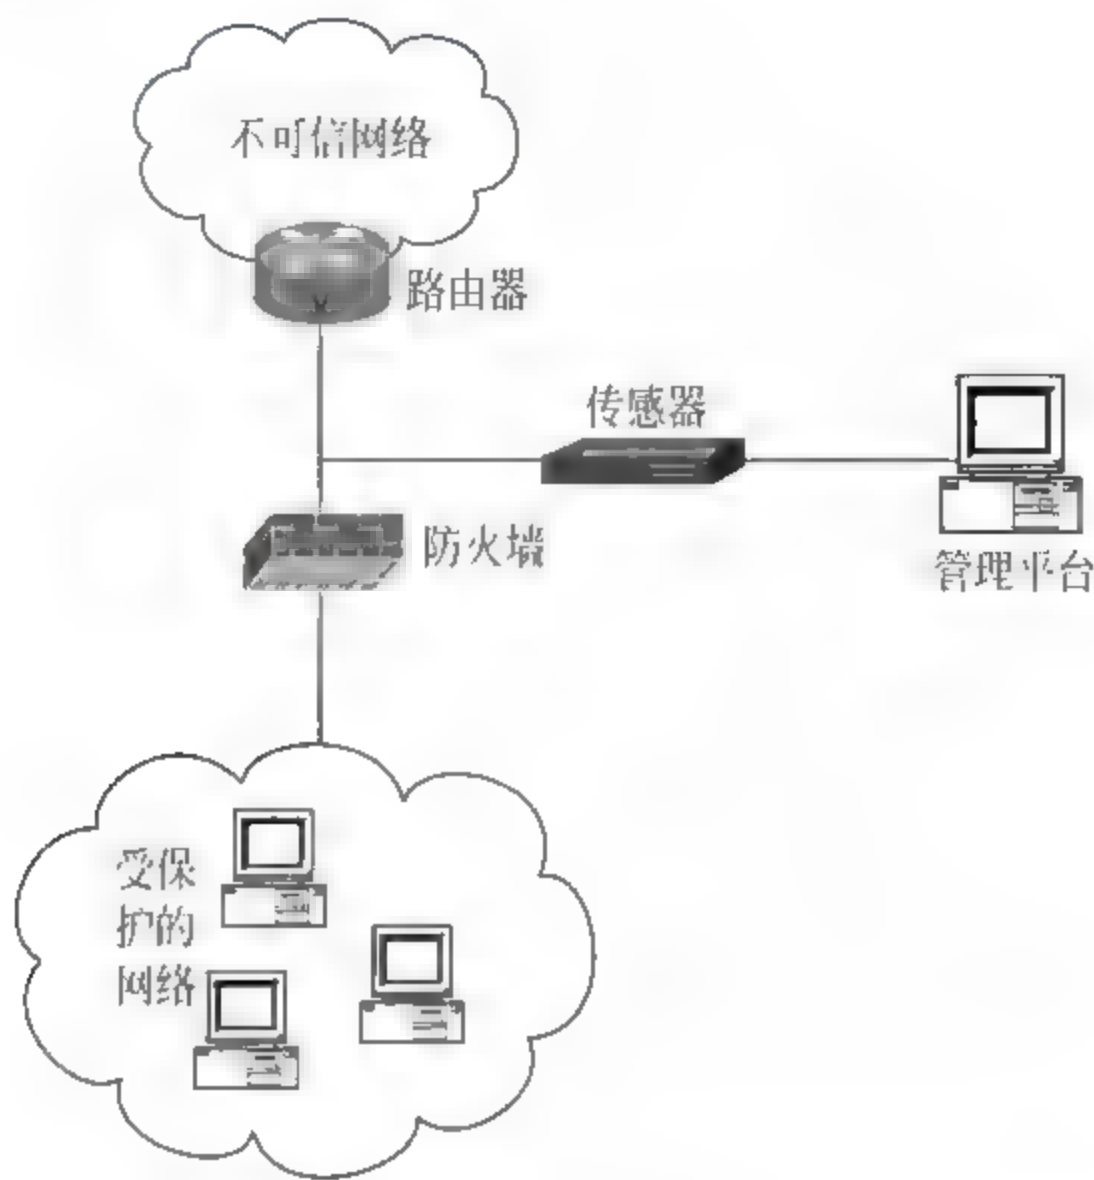 不可信网络
路由器
传感器
防火墙
管理平台
受保
护的
网络